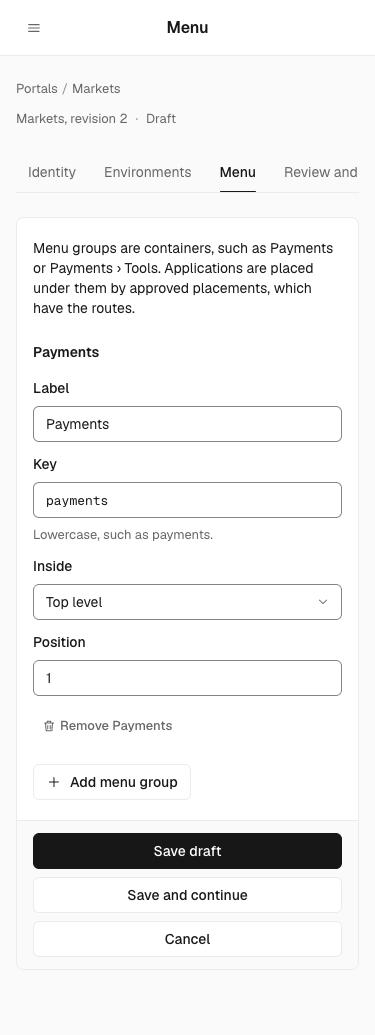 Menu
Portals / Markets
Markets, revision 2 · Draft
Identity Environments Menu Review and
Menu groups are containers, such as Payments
or Payments › Tools. Applications are placed
under them by approved placements, which
have the routes.
Payments
Label
Payments
Key
payments
Lowercase, such as payments.
Inside
Top level
Position
1
Remove Payments
Add menu group
Save draft
Save and continue
Cancel